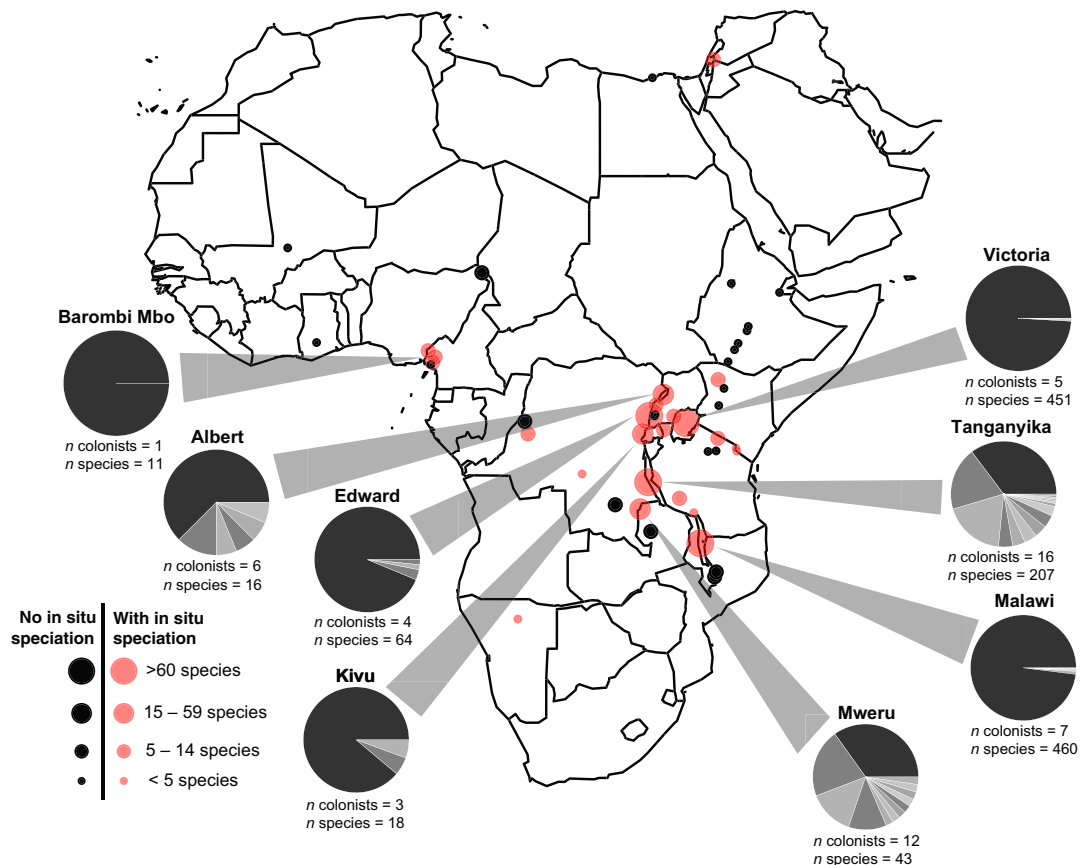 Victoria
n colonists = 5
n species = 451
Barombi Mbo
n colonists = 1
n species = 11
Albert
n colonists = 6
n species = 16
Edward
n colonists = 4
n species = 64
Tanganyika
n colonists = 16
n species = 207
Malawi
n colonists = 7
n species = 460
Kivu
n colonists = 3
n species = 18
Mweru
n colonists = 12
n species = 43
No in situ
speciation
With in situ
speciation
>60 species
15 – 59 species
5 – 14 species
< 5 species